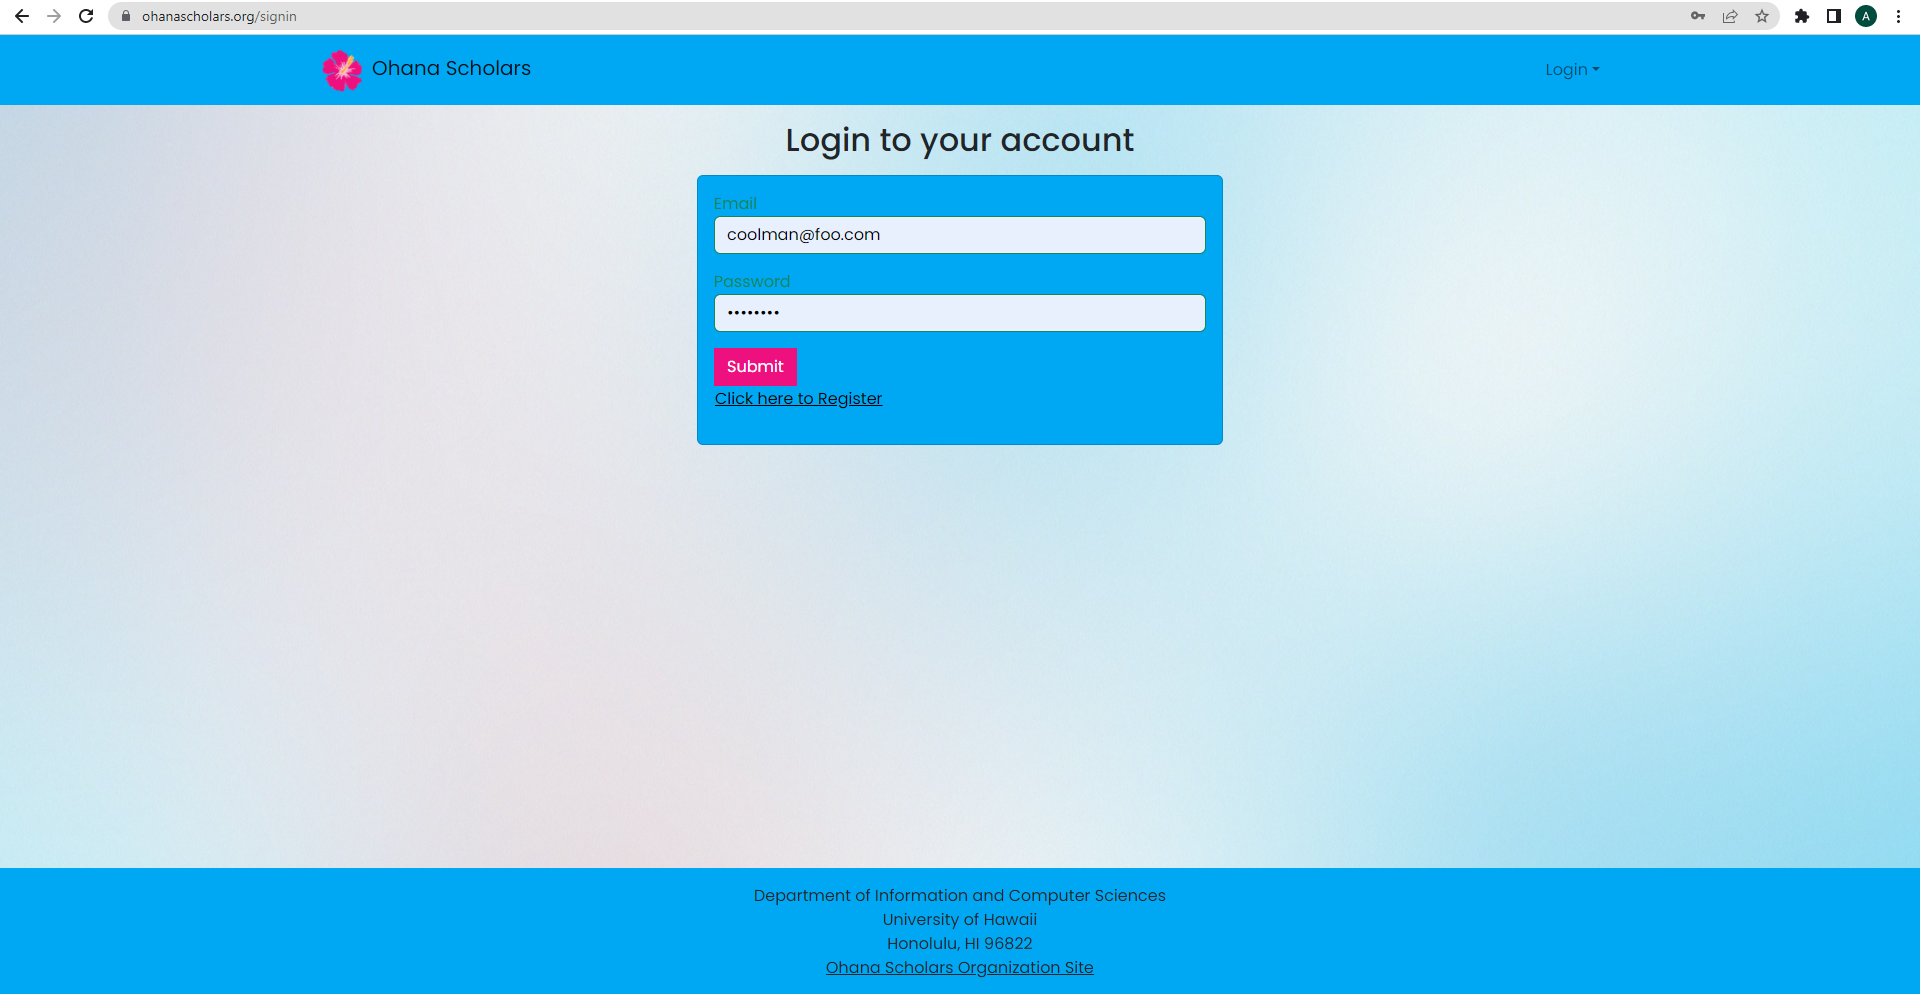 ohanascholars.org/signin
A
Ohana Scholars
Login
Login to your account
Email
coolman@foo.com
Password
••••••••
Submit
Click here to Register
Department of Information and Computer Sciences
University of Hawaii
Honolulu, HI 96822
Ohana Scholars Organization Site